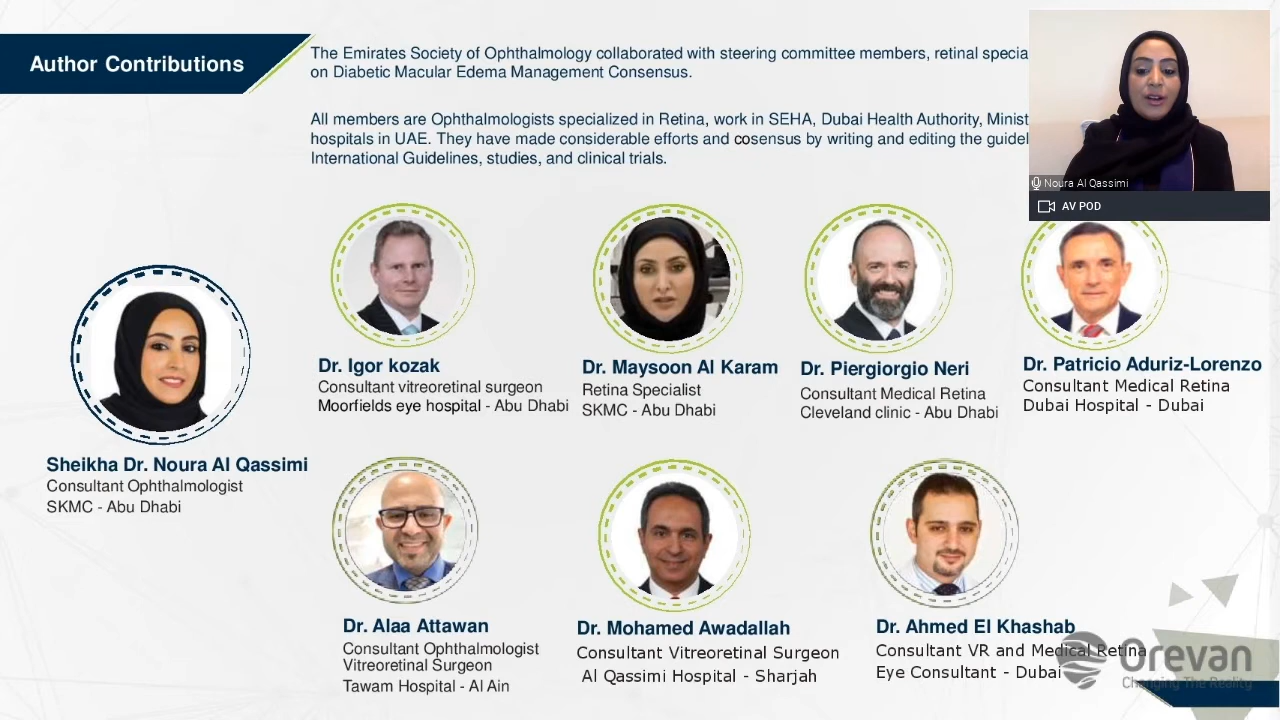 Author Contributions
The Emirates Society of Ophthalmology collaborated with steering committee members, retinal specia
on Diabetic Macular Edema Management Consensus.
All members are Ophthalmologists specialized in Retina, work in SEHA, Dubai Health Authority, Minist
hospitals in UAE. They have made considerable efforts and cosensus by writing and editing the guidel
International Guidelines, studies, and clinical trials.
Noura Al Qassimi
AV POD
Sheikha Dr. Noura Al Qassimi
Consultant Ophthalmologist
SKMC - Abu Dhabi
Dr. Igor kozak
Consultant vitreoretinal surgeon
Moorfields eye hospital - Abu Dhabi
Dr. Maysoon Al Karam
Retina Specialist
SKMC - Abu Dhabi
Dr. Piergiorgio Neri
Consultant Medical Retina
Cleveland clinic - Abu Dhabi
Dr. Patricio Aduriz-Lorenzo
Consultant Medical Retina
Dubai Hospital - Dubai
Dr. Alaa Attawan
Consultant Ophthalmologist
Vitreoretinal Surgeon
Tawam Hospital - Al Ain
Dr. Mohamed Awadallah
Consultant Vitreoretinal Surgeon
Al Qassimi Hospital - Sharjah
Dr. Ahmed El Khashab
Consultant VR and Medical Retina
Eye Consultant - Dubai
Orevan
Changing The Reality